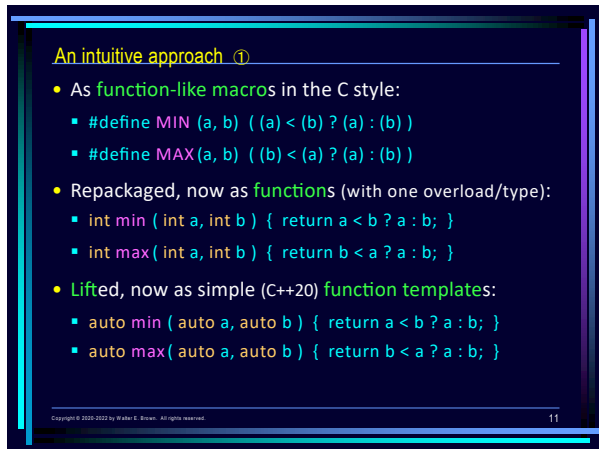 An intuitive approach ①
• As function-like macros in the C style:
▪ #define MIN (a, b) ( (a) < (b) ? (a) : (b) )
▪ #define MAX (a, b) ( (b) < (a) ? (a) : (b) )
• Repackaged, now as functions (with one overload/type):
▪ int min ( int a, int b ) { return a < b ? a : b; }
▪ int max ( int a, int b ) { return b < a ? a : b; }
• Lifted, now as simple (C++20) function templates:
▪ auto min ( auto a, auto b ) { return a < b ? a : b; }
▪ auto max ( auto a, auto b ) { return b < a ? a : b; }
Copyright © 2020-2022 by Walter E. Brown. All rights reserved.
11